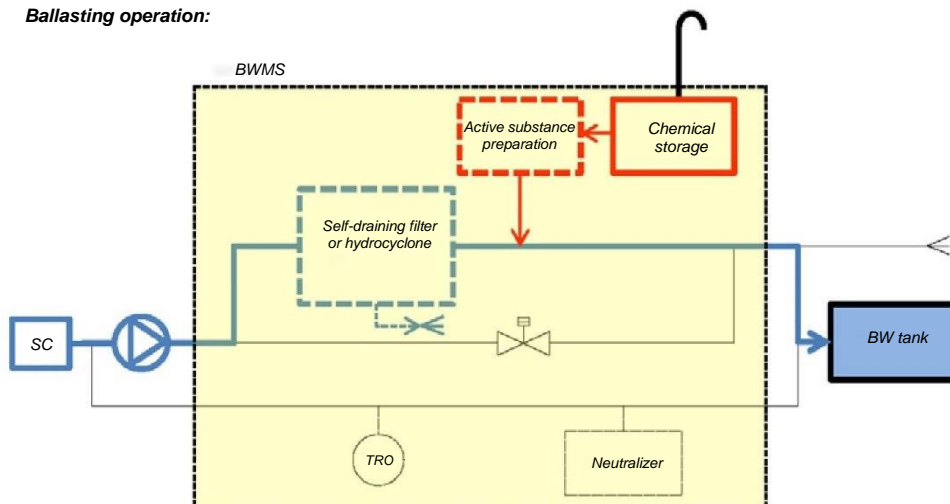 Ballasting operation:
BWMS
Active substance
preparation
Chemical
storage
Self-draining filter
or hydrocyclone
SC
BW tank
TRO
Neutralizer